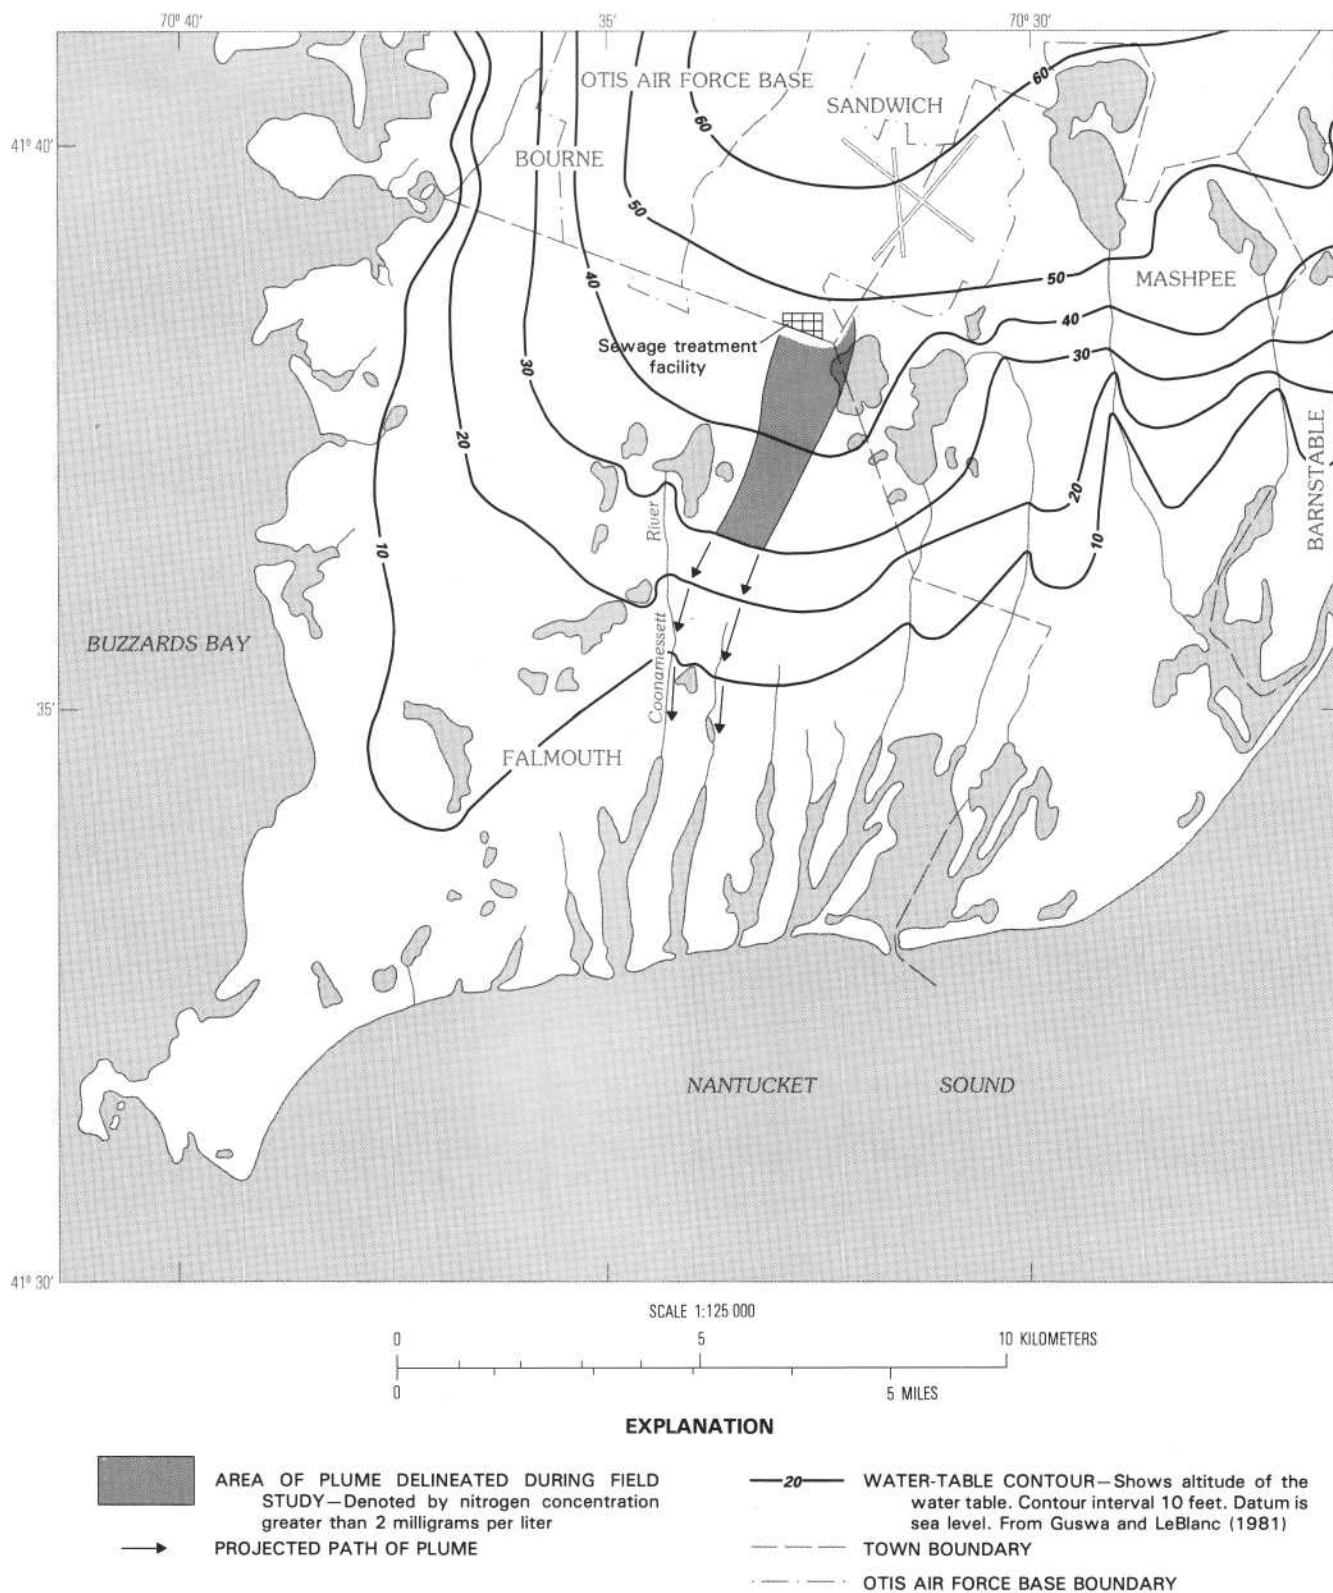 70° 40'
35'
70° 30'
60
OTIS AIR FORCE BASE
SANDWICH
60
41° 40'
BOURNE
50
40
50
MASHPEE
40
Sewage treatment
facility
30
30
20
BARNSTABLE
20
River
10
10
BUZZARDS BAY
Coonamessett
35'
FALMOUTH
NANTUCKET SOUND
41° 30'
SCALE 1:125 000
0 5 10 KILOMETERS
0 5 MILES
EXPLANATION
AREA OF PLUME DELINEATED DURING FIELD
STUDY—Denoted by nitrogen concentration
greater than 2 milligrams per liter
PROJECTED PATH OF PLUME
20
WATER-TABLE CONTOUR—Shows altitude of the
water table. Contour interval 10 feet. Datum is
sea level. From Guswa and LeBlanc (1981)
TOWN BOUNDARY
OTIS AIR FORCE BASE BOUNDARY